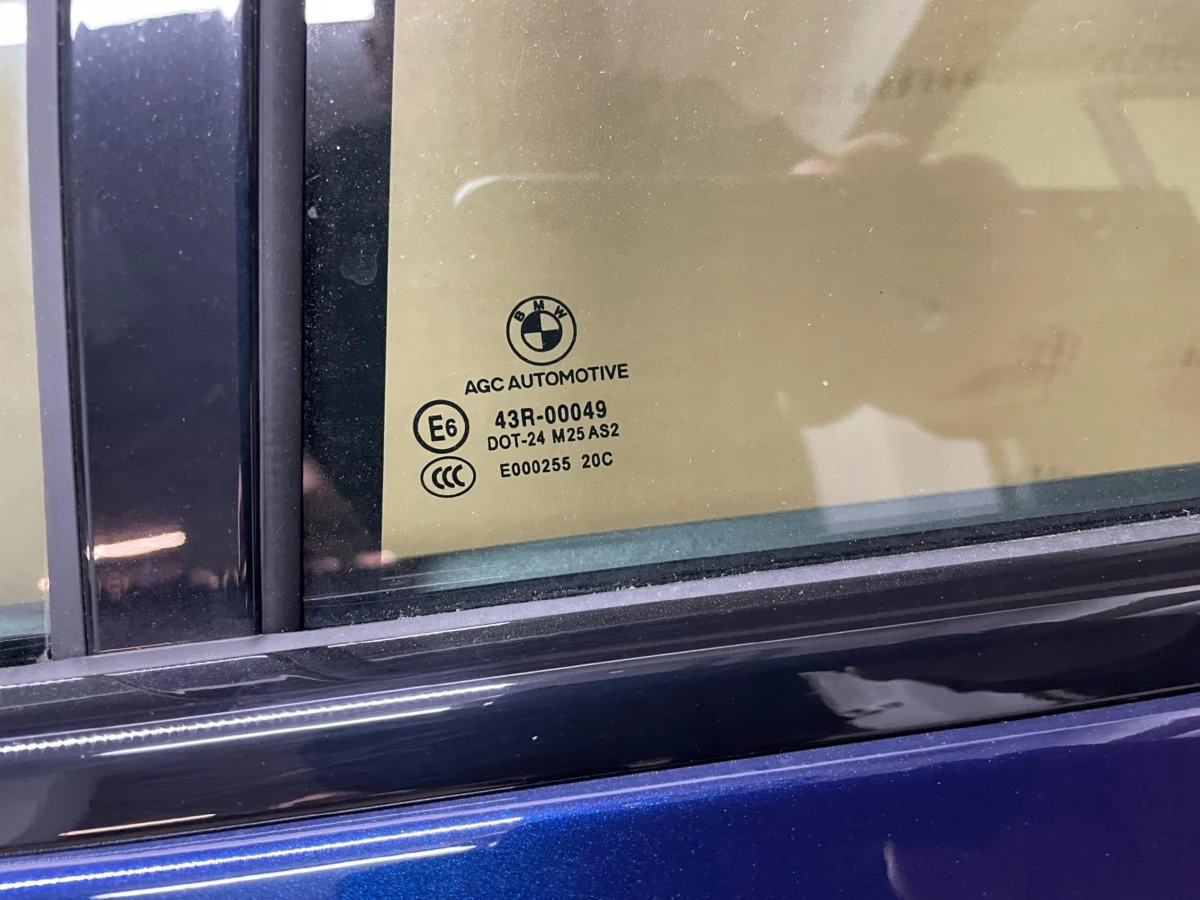 BMW
AGC AUTOMOTIVE
E6 43R-00049
DOT-24 M25 AS2
CCC E000255 20C